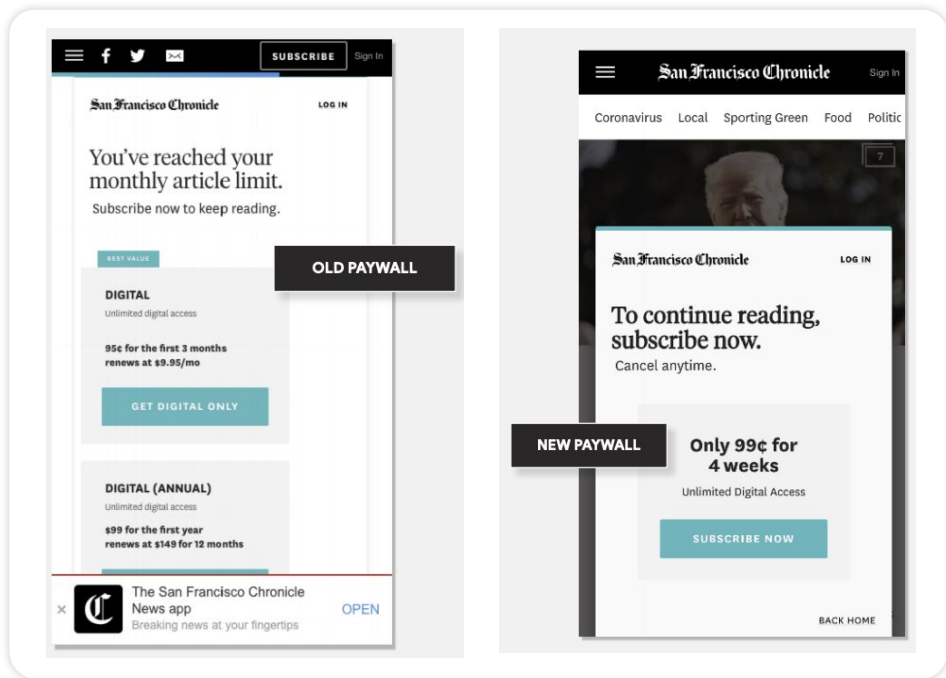 SUBSCRIBE Sign In
San Francisco Chronicle LOG IN
You've reached your
monthly article limit.
Subscribe now to keep reading.
BEST VALUE
OLD PAYWALL
DIGITAL
Unlimited digital access
95¢ for the first 3 months
renews at $9.95/mo
GET DIGITAL ONLY
DIGITAL (ANNUAL)
Unlimited digital access
$99 for the first year
renews at $149 for 12 months
The San Francisco Chronicle
News app
Breaking news at your fingertips
OPEN
San Francisco Chronicle Sign In
Coronavirus Local Sporting Green Food Politic
7
San Francisco Chronicle LOG IN
To continue reading,
subscribe now.
Cancel anytime.
NEW PAYWALL
Only 99¢ for
4 weeks
Unlimited Digital Access
SUBSCRIBE NOW
BACK HOME